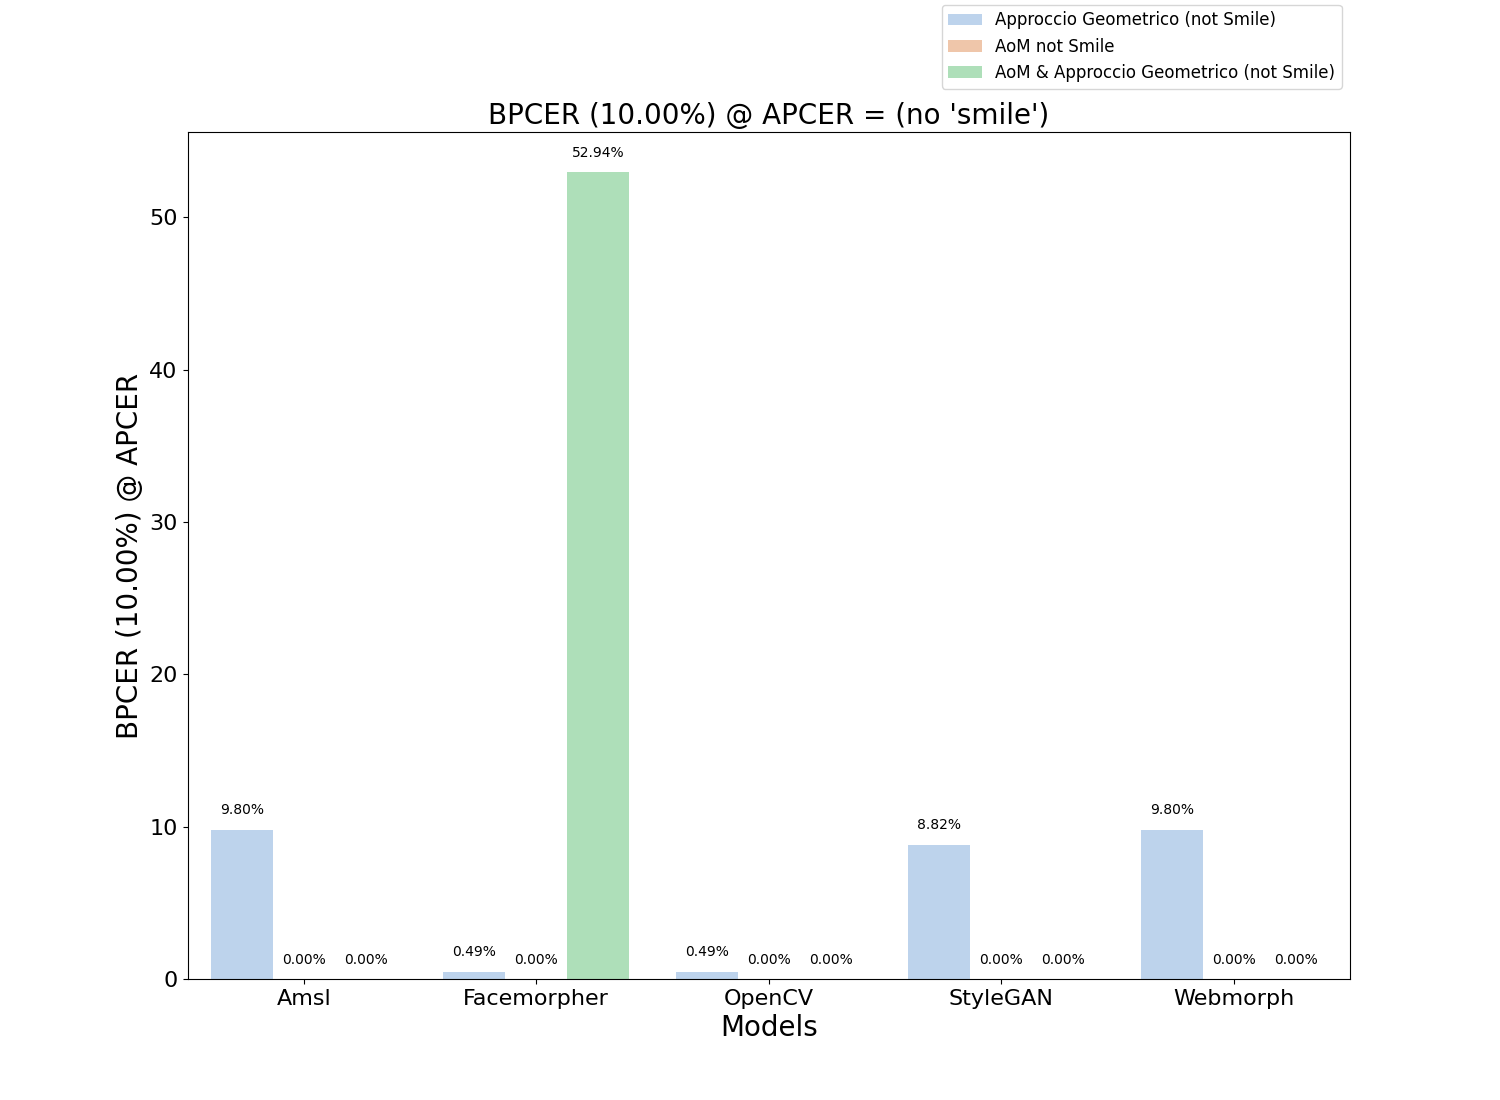 Approccio Geometrico (not Smile)
AoM not Smile
AoM & Approccio Geometrico (not Smile)
BPCER (10.00%) @ APCER = (no 'smile')
BPCER (10.00%) @ APCER
50
40
30
20
10
0
52.94%
9.80%
0.00%
0.00%
0.49%
0.00%
0.49%
0.00%
0.00%
8.82%
0.00%
0.00%
9.80%
0.00%
0.00%
Amsl
Facemorpher
OpenCV
StyleGAN
Webmorph
Models